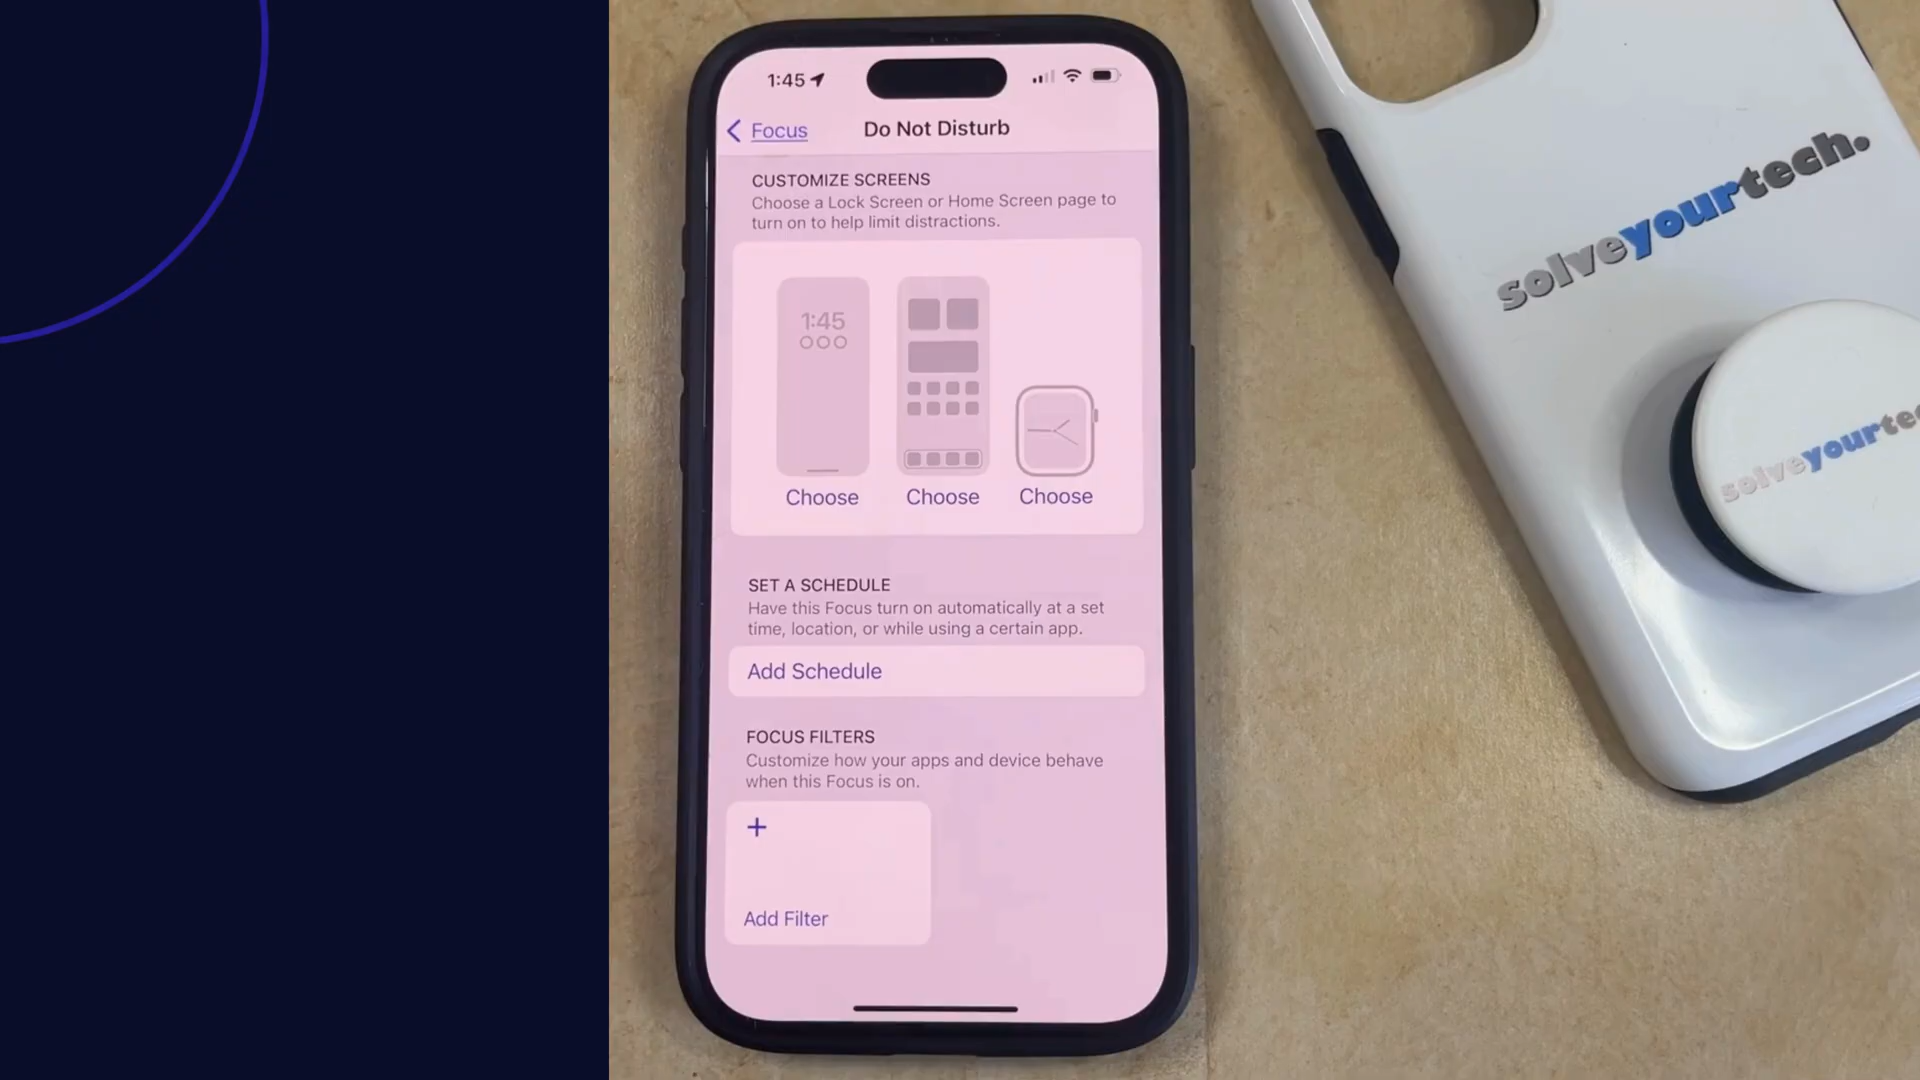 1:45
Focus
Do Not Disturb
CUSTOMIZE SCREENS
Choose a Lock Screen or Home Screen page to
turn on to help limit distractions.
1:45
Choose
Choose
Choose
SET A SCHEDULE
Have this Focus turn on automatically at a set
time, location, or while using a certain app.
Add Schedule
FOCUS FILTERS
Customize how your apps and device behave
when this Focus is on.
+
Add Filter
solveyourtech.
solveyourtec